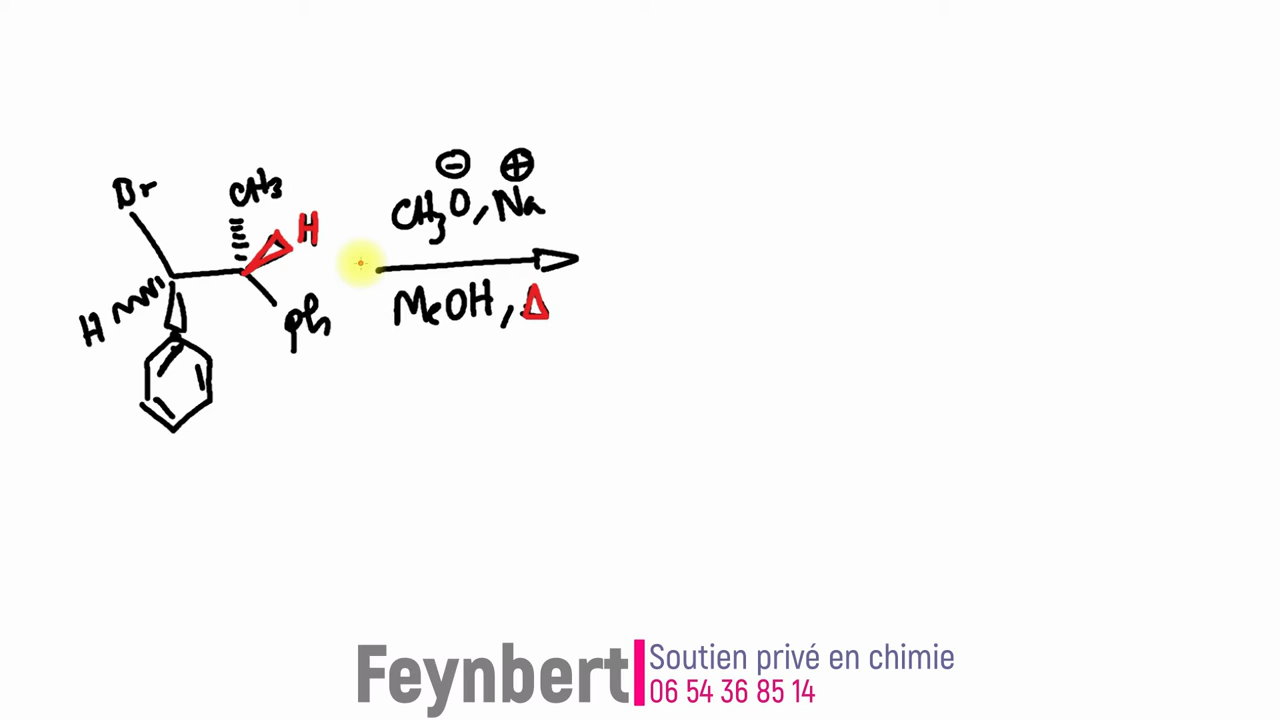 Br
CH3
H
H
Ph
⊖ ⊕
CH3O, Na
MeOH, Δ
Feynbert
Soutien privé en chimie
06 54 36 85 14